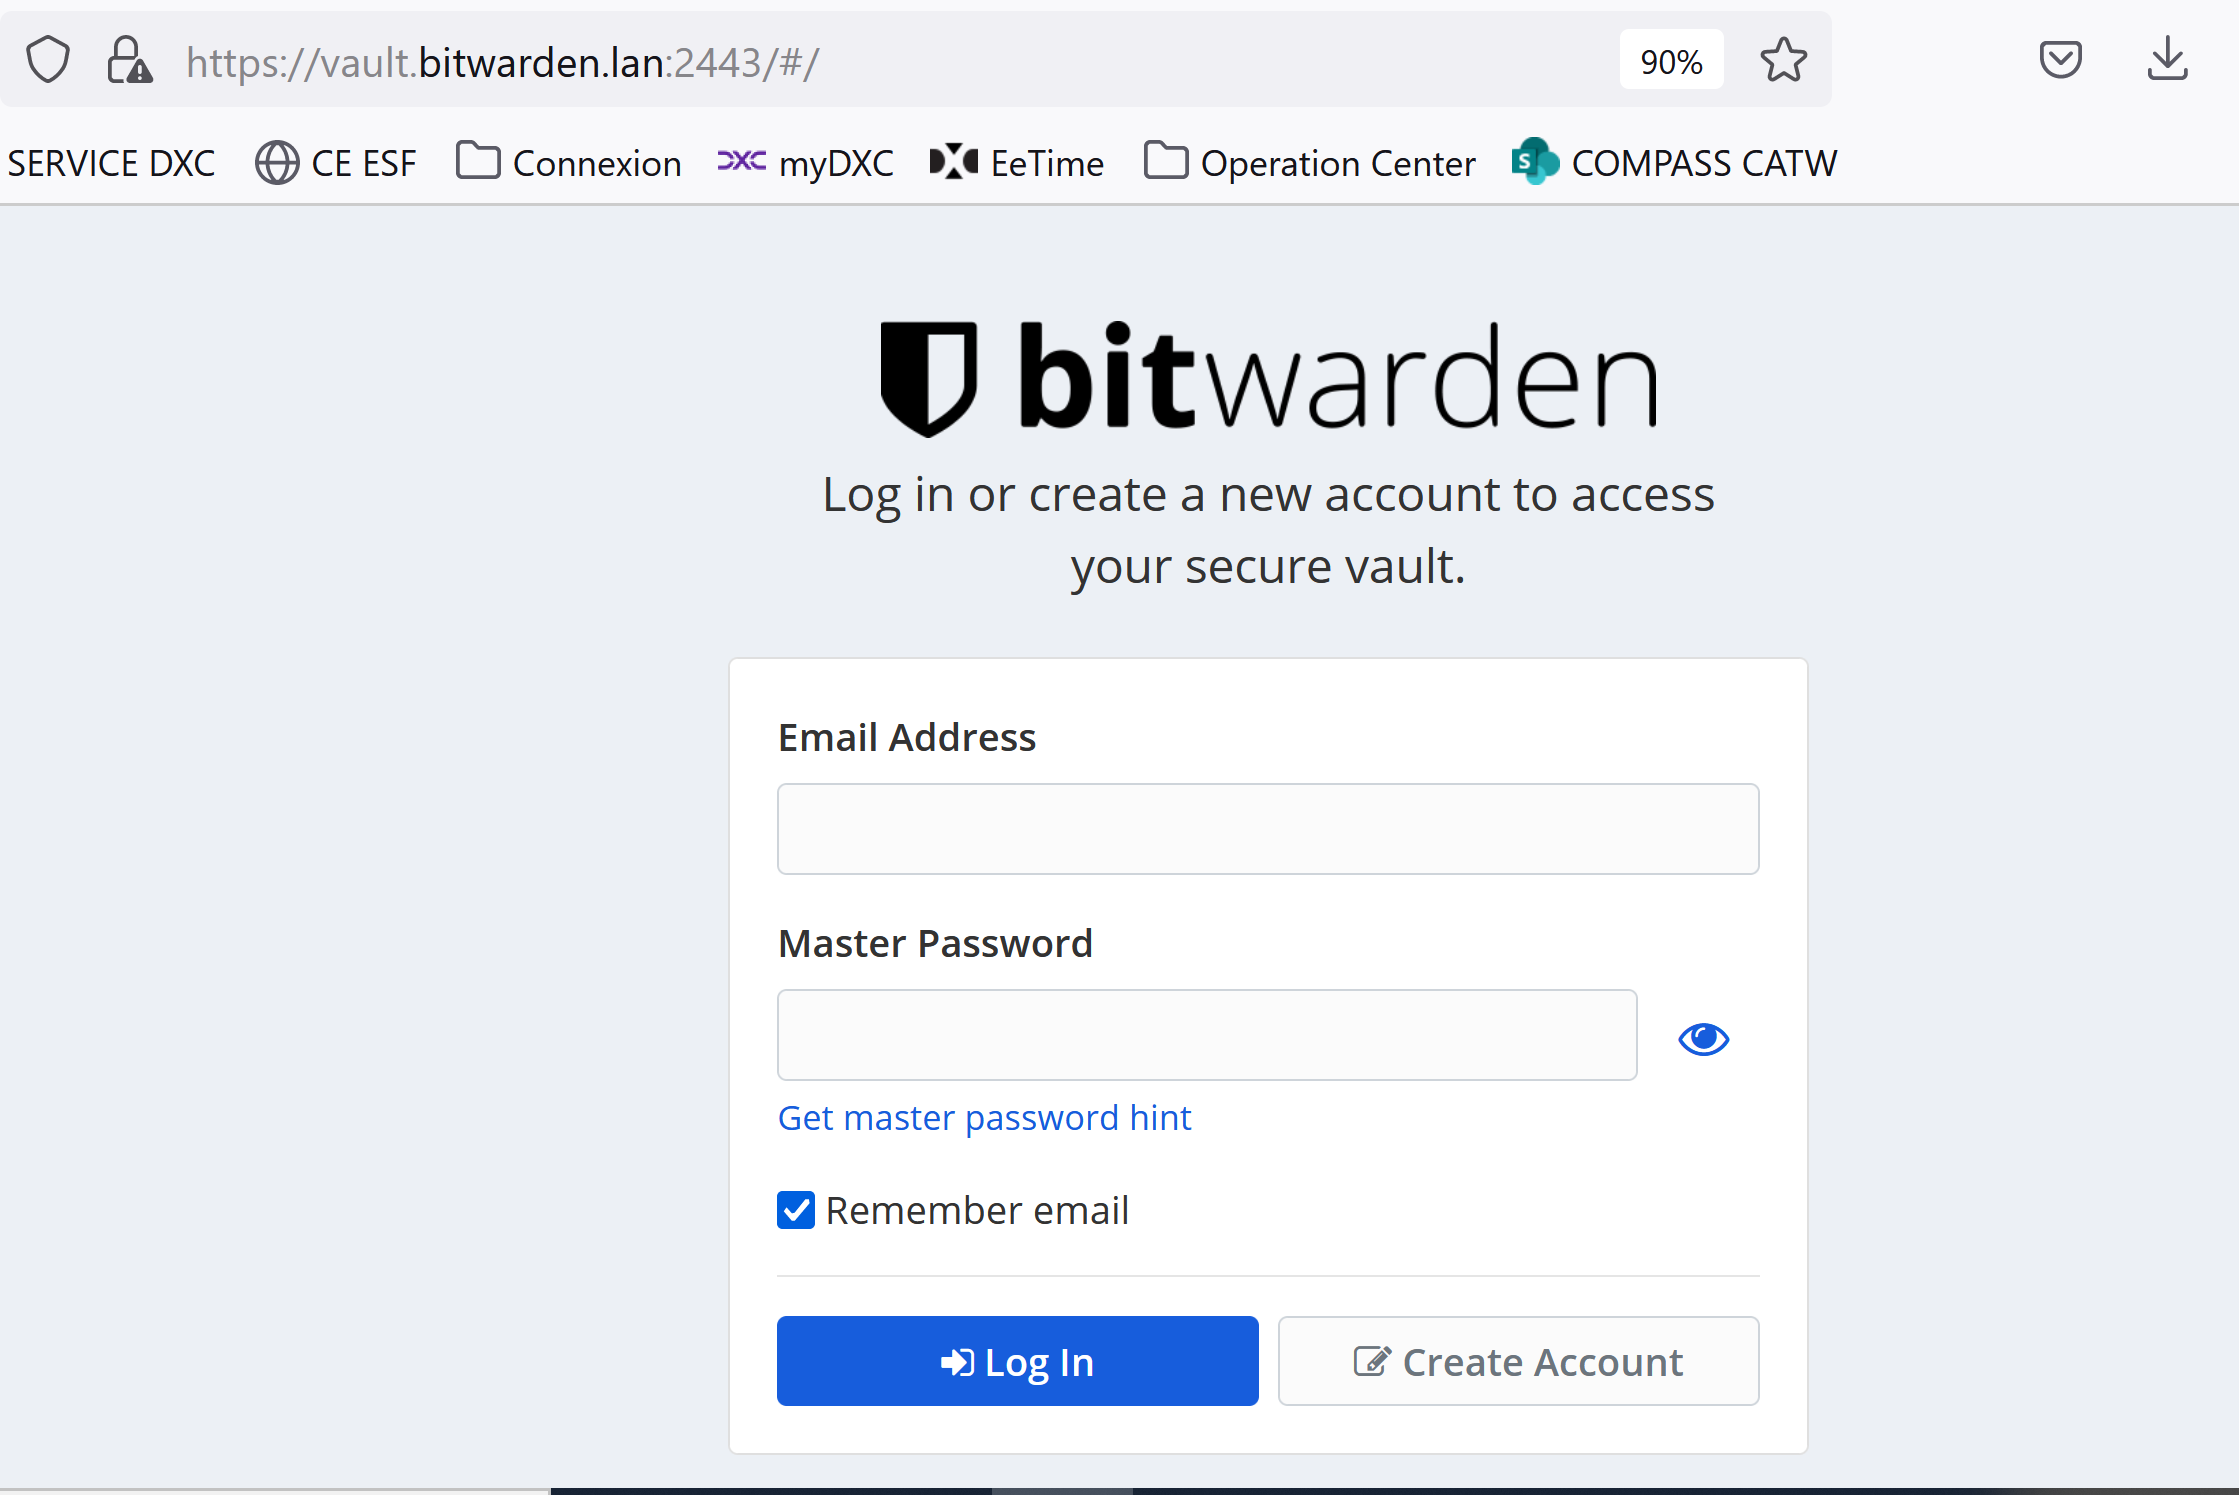 https://vault.bitwarden.lan:2443/#/ 90%
SERVICE DXC CE ESF Connexion myDXC EeTime Operation Center COMPASS CATW
bitwarden
Log in or create a new account to access
your secure vault.
Email Address
Master Password
Get master password hint
Remember email
Log In Create Account